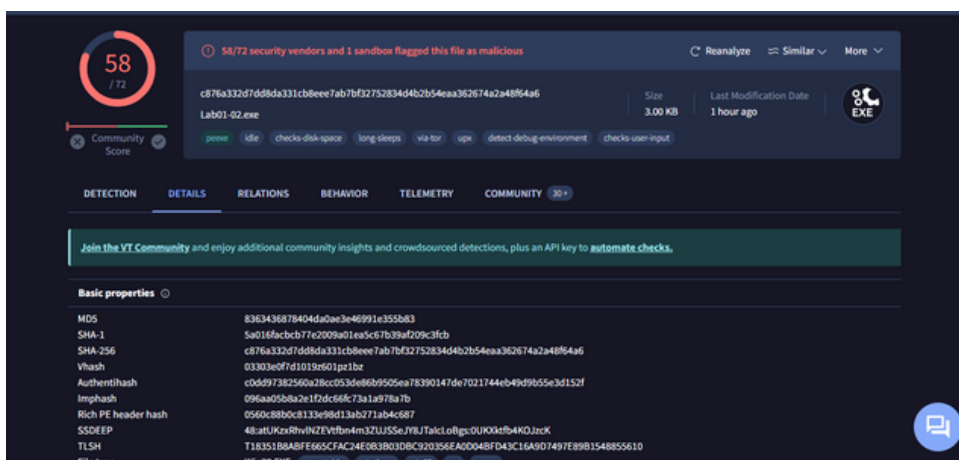 58
/ 72
58/72 security vendors and 1 sandbox flagged this file as malicious
Reanalyze
Similar
More
c876a332d7dd8da331cb8eee7ab7bf32752834d4b2b54eaa362674a2a48f64a6
Lab01-02.exe
Size
3.00 KB
Last Modification Date
1 hour ago
EXE
Community
Score
peexe idle checks-disk-space long-sleeps via-tor upx detect-debug-environment checks-user-input
DETECTION DETAILS RELATIONS BEHAVIOR TELEMETRY COMMUNITY 30+
Join the VT Community and enjoy additional community insights and crowdsourced detections, plus an API key to automate checks.
Basic properties
MD5 8363436878404da0ae3e46991e355b83
SHA-1 5a016facbcb77e2009a01ea5c67b39af209c3fcb
SHA-256 c876a332d7dd8da331cb8eee7ab7bf32752834d4b2b54eaa362674a2a48f64a6
Vhash 03303e0f7d1019z601pz1bz
Authentihash c0dd97382560a28cc053de86b9505ea78390147de7021744eb49d9b55e3d152f
Imphash 096aa05b8a2e1f2dc66fc73a1a978a7b
Rich PE header hash 0560c88b0c8133e98d13ab271ab4c687
SSDEEP
TLSH